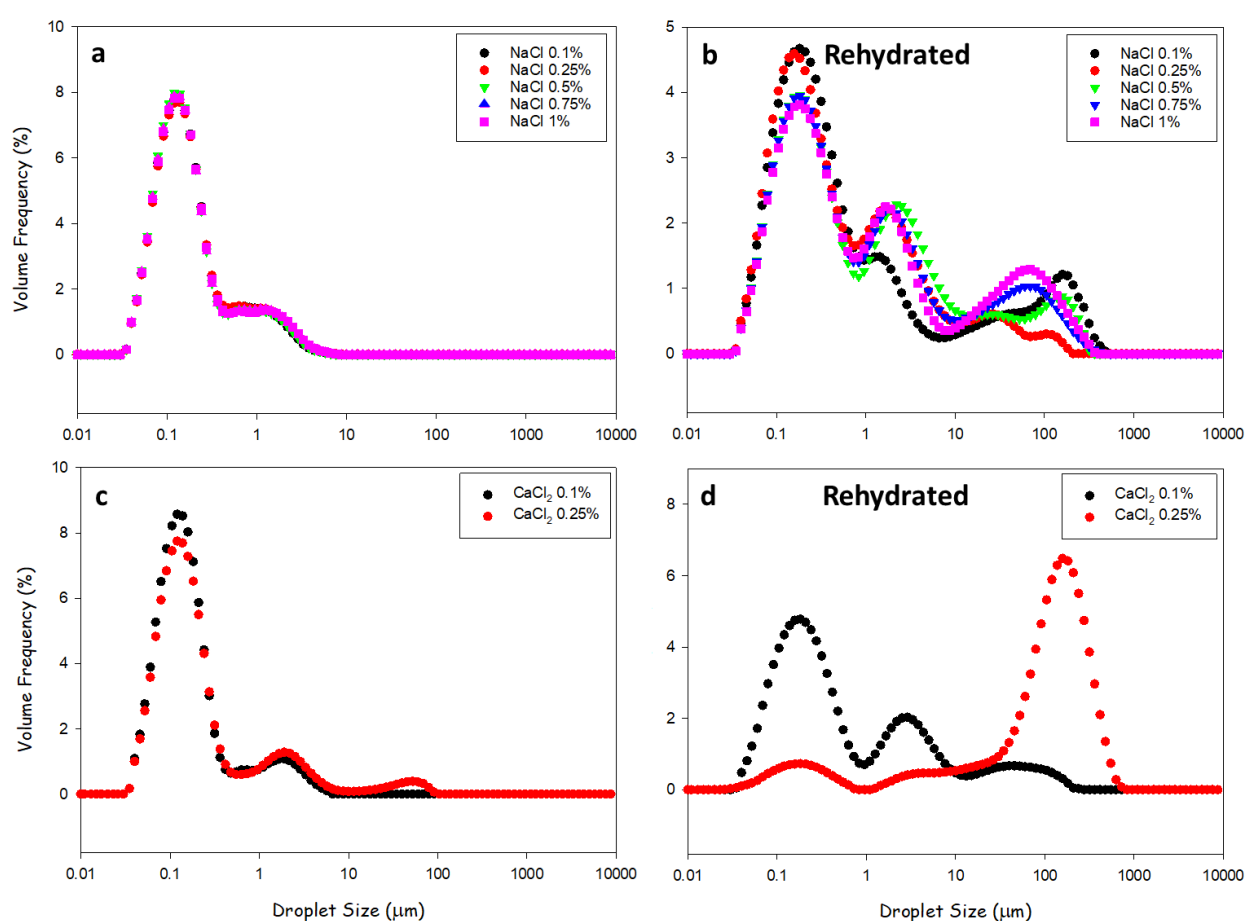 a
NaCl 0.1%
NaCl 0.25%
NaCl 0.5%
NaCl 0.75%
NaCl 1%
Volume Frequency (%)
10
8
6
4
2
0
0.01 0.1 1 10 100 1000 10000
b Rehydrated
NaCl 0.1%
NaCl 0.25%
NaCl 0.5%
NaCl 0.75%
NaCl 1%
5
4
3
2
1
0
0.01 0.1 1 10 100 1000 10000
c
CaCl₂ 0.1%
CaCl₂ 0.25%
Volume Frequency (%)
10
8
6
4
2
0
0.01 0.1 1 10 100 1000 10000
Droplet Size (μm)
d Rehydrated
CaCl₂ 0.1%
CaCl₂ 0.25%
8
6
4
2
0
0.01 0.1 1 10 100 1000 10000
Droplet Size (μm)